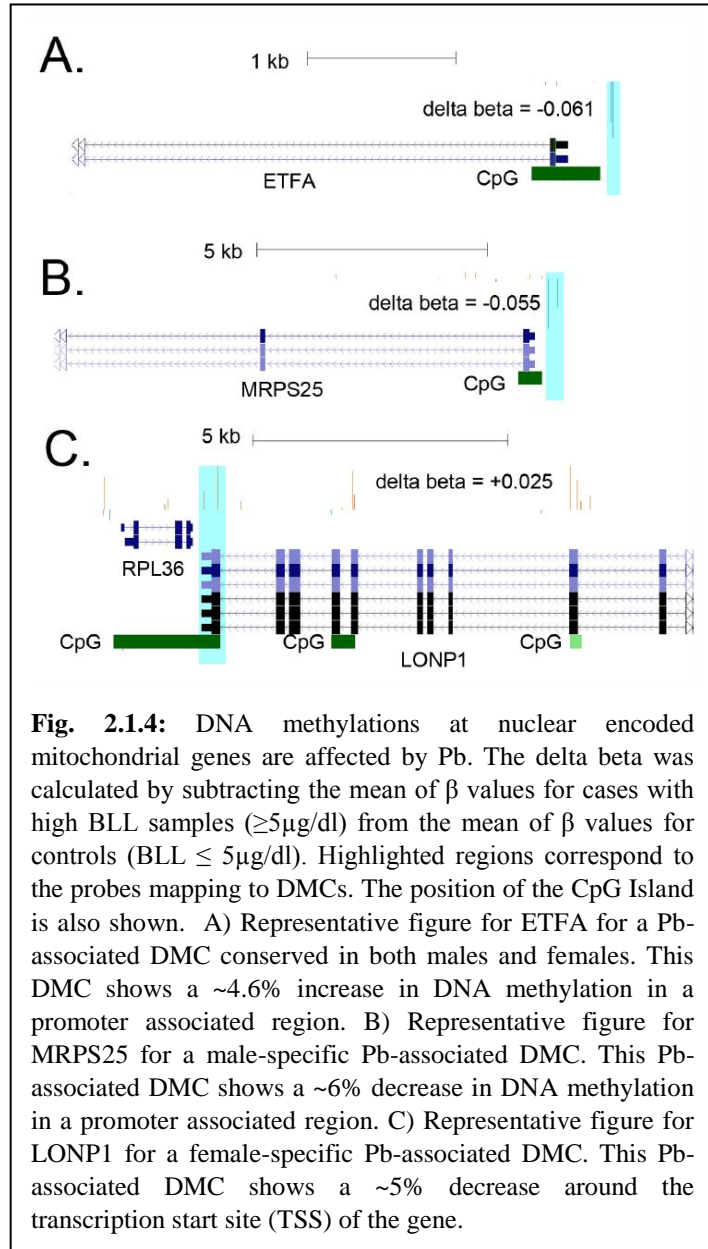 A.
1 kb
delta beta = -0.061
ETFA
CpG
5 kb
B.
delta beta = -0.055
MRPS25
CpG
5 kb
C.
delta beta = +0.025
RPL36
CpG
CpG
CpG
LONP1
Fig. 2.1.4: DNA methylations at nuclear encoded
mitochondrial genes are affected by Pb. The delta beta was
calculated by subtracting the mean of β values for cases with
high BLL samples (≥5µg/dl) from the mean of β values for
controls (BLL ≤ 5µg/dl). Highlighted regions correspond to
the probes mapping to DMCs. The position of the CpG Island
is also shown. A) Representative figure for ETFA for a Pb-
associated DMC conserved in both males and females. This
DMC shows a ~4.6% increase in DNA methylation in a
promoter associated region. B) Representative figure for
MRPS25 for a male-specific Pb-associated DMC. This Pb-
associated DMC shows a ~6% decrease in DNA methylation
in a promoter associated region. C) Representative figure for
LONP1 for a female-specific Pb-associated DMC. This Pb-
associated DMC shows a ~5% decrease around the
transcription start site (TSS) of the gene.